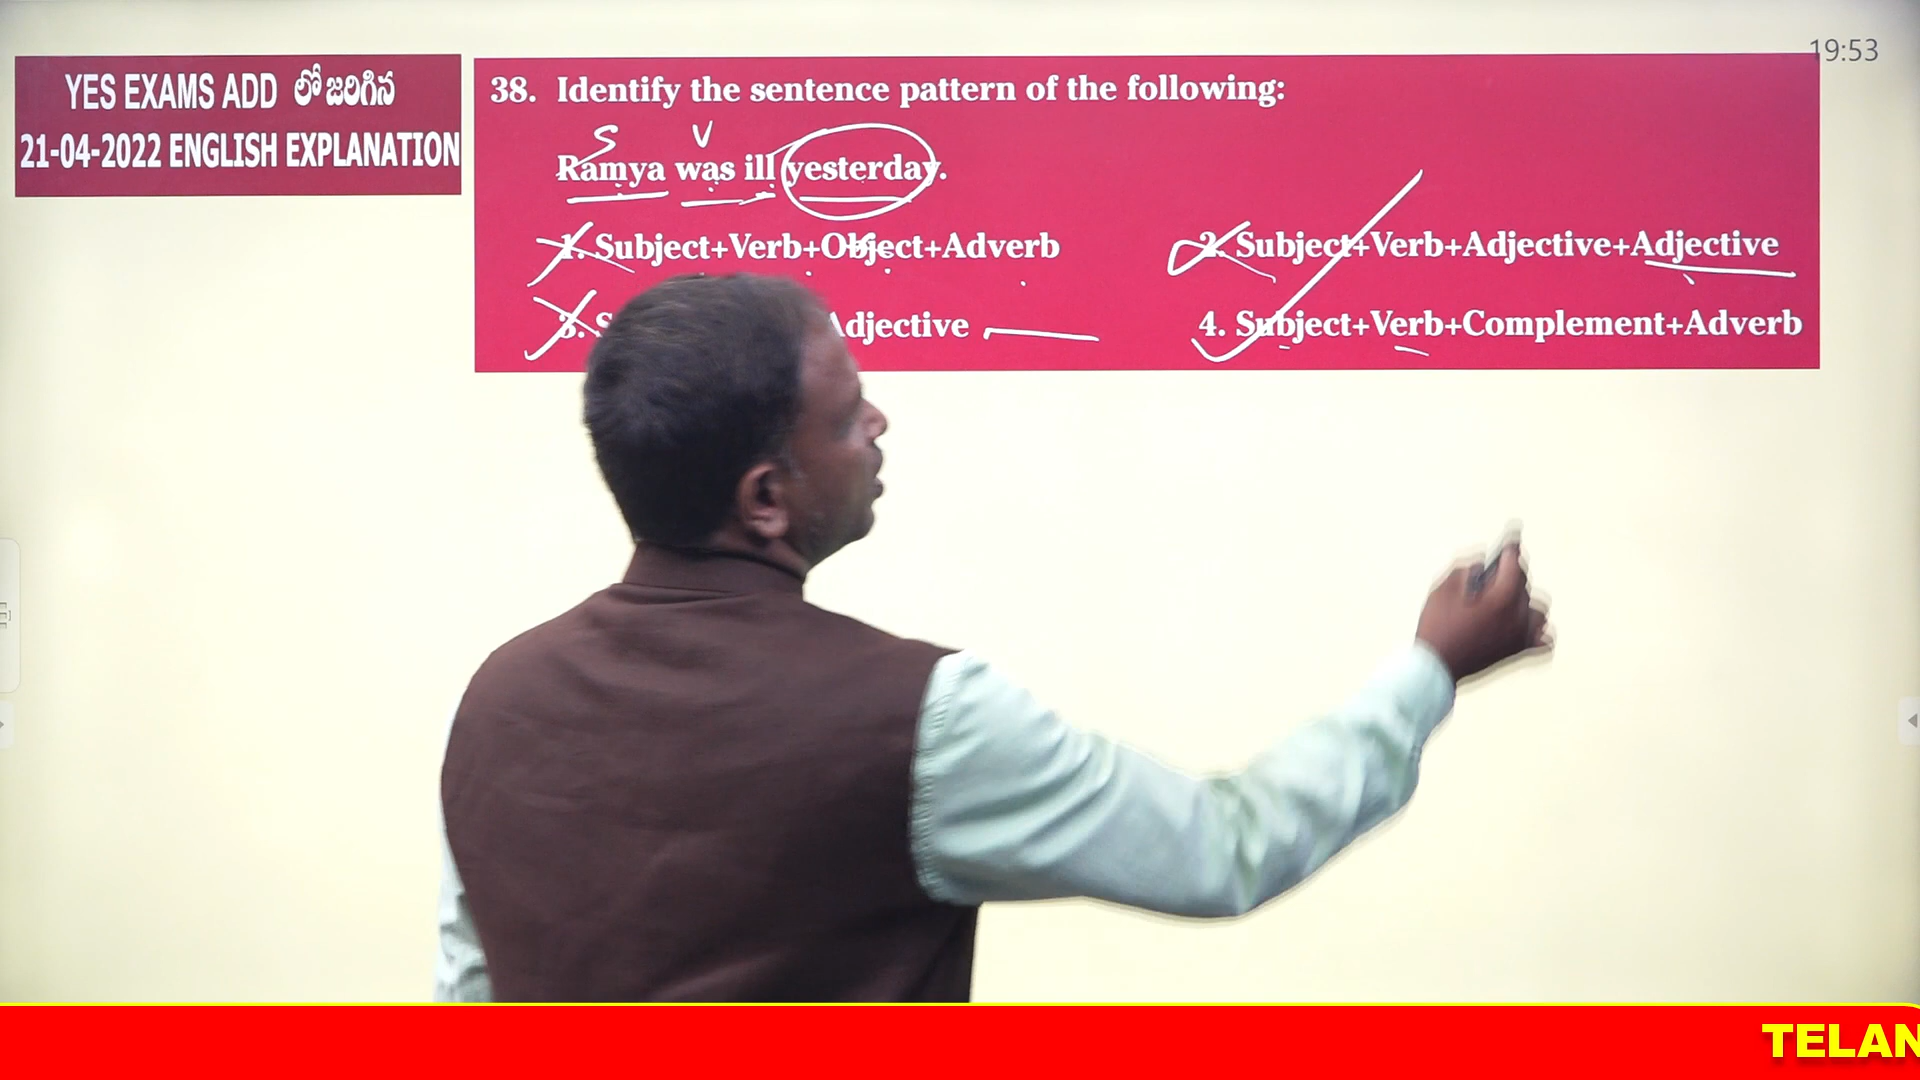 19:53
YES EXAMS ADD లో జరిగిన
21-04-2022 ENGLISH EXPLANATION
38. Identify the sentence pattern of the following:
S V
Ramya was ill yesterday.
1. Subject+Verb+Object+Adverb
2. Subject+Verb+Adjective+Adjective
3. S Adjective
4. Subject+Verb+Complement+Adverb
TELAN